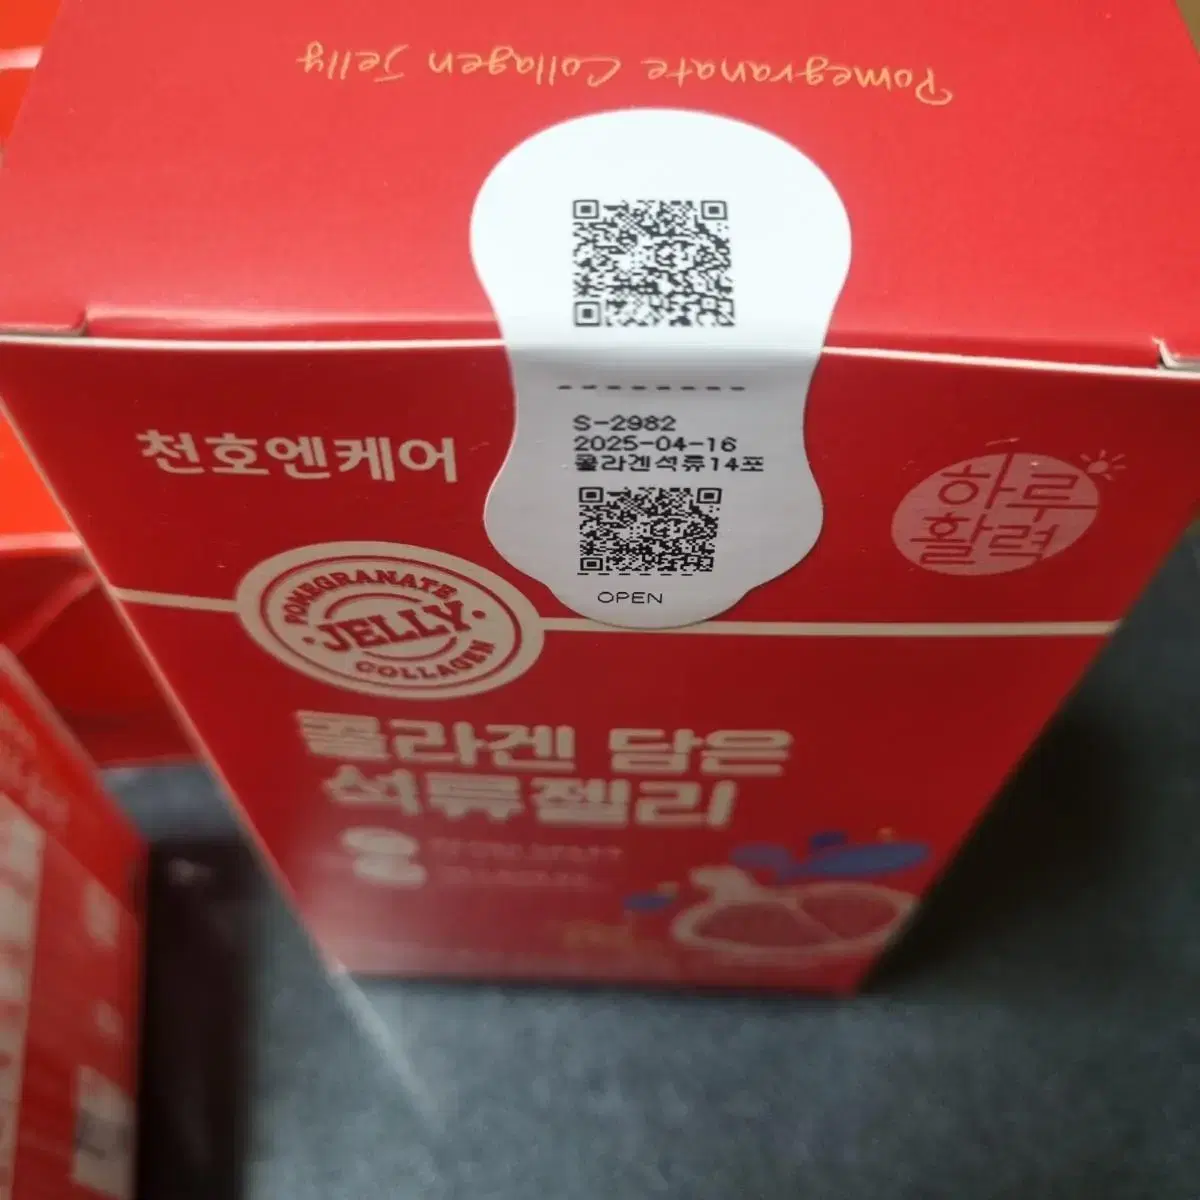 Pomegranate Collagen Jelly
S-2982
2025-04-16
콜라겐석류14포
OPEN
천호엔케어
하루
활력
POMEGRANATE
JELLY
COLLAGEN
콜라겐 담은
석류젤리